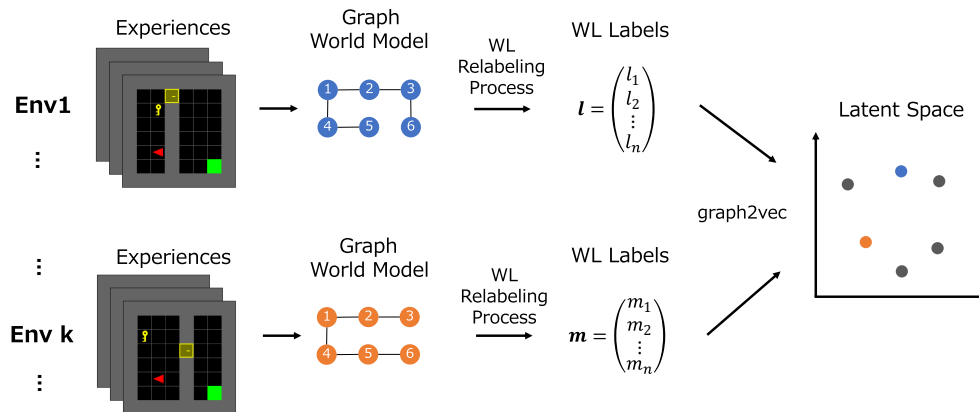 Experiences
Graph
World Model
WL
Relabeling
Process
WL Labels
Env1
1 2 3
4 5 6
l = (l1
l2
⋮
ln)
⋮
Latent Space
graph2vec
⋮
Experiences
Graph
World Model
WL
Relabeling
Process
WL Labels
Env k
1 2 3
4 5 6
m = (m1
m2
⋮
mn)
⋮